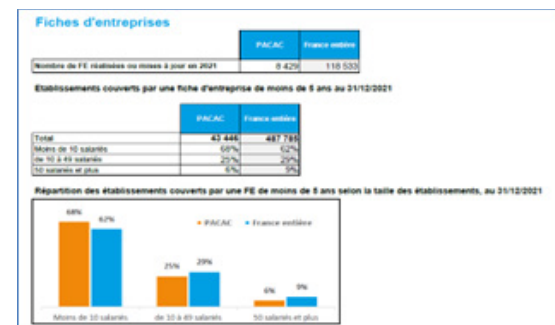 Fiches d'entreprises
PACAC France entière
Nombre de FE réalisées ou mises à jour en 2021 8 429 118 533
Etablissements couverts par une fiche d'entreprise de moins de 5 ans au 31/12/2021
PACAC France entière
Total 43 446 487 785
Moins de 10 salariés 68% 62%
de 10 à 49 salariés 25% 29%
50 salariés et plus 6% 9%
Répartition des établissements couverts par une FE de moins de 5 ans selon la taille des établissements, au 31/12/2021
PACAC France entière
68% 62%
25% 29%
6% 9%
Moins de 10 salariés de 10 à 49 salariés 50 salariés et plus